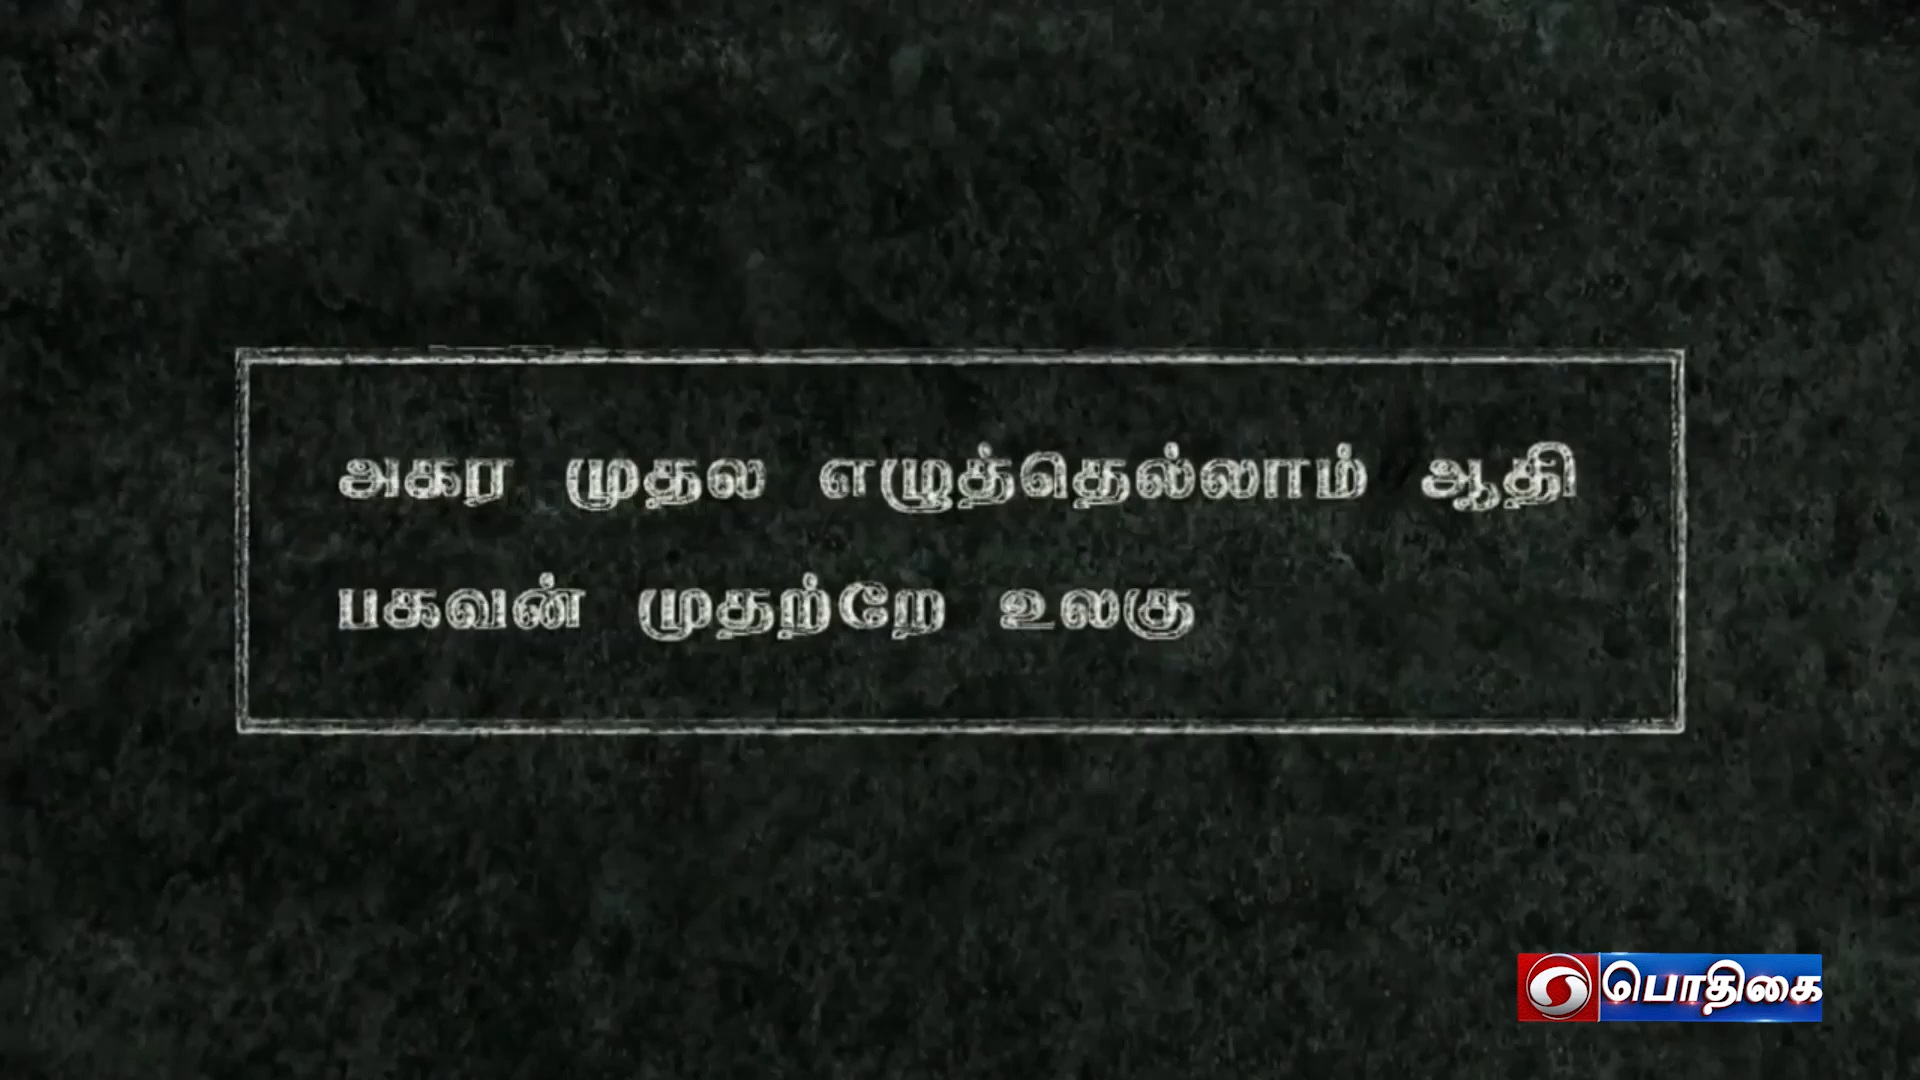 அகர முதல எழுத்தெல்லாம் ஆதி
பகவன் முதற்றே உலகு
பொதிகை